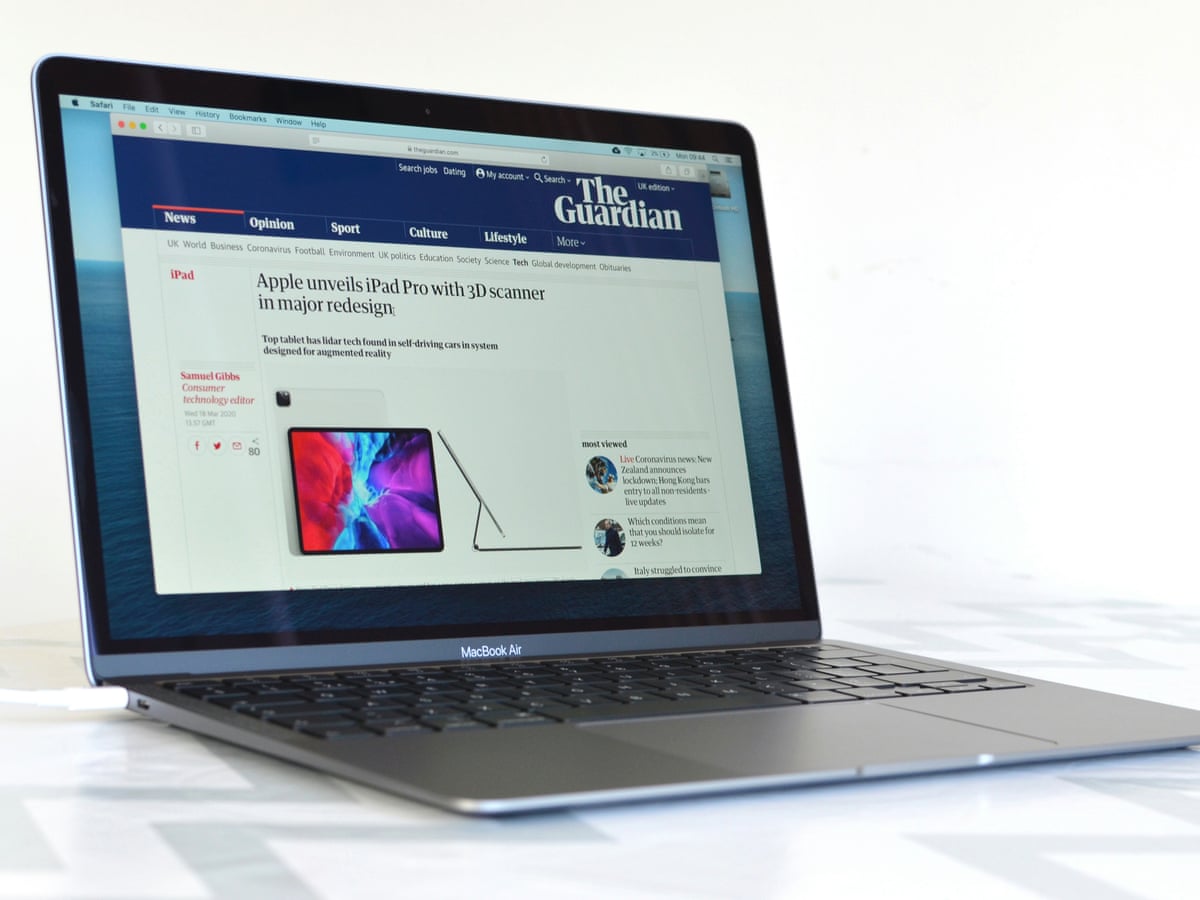 Safari File Edit View History Bookmarks Window Help
2% Mon 09:44
theguardian.com
Search jobs Dating My account Search UK edition
The
Guardian
News Opinion Sport Culture Lifestyle More
UK World Business Coronavirus Football Environment UK politics Education Society Science Tech Global development Obituaries
iPad
Apple unveils iPad Pro with 3D scanner
in major redesign
Top tablet has lidar tech found in self-driving cars in system
designed for augmented reality
Samuel Gibbs
Consumer
technology editor
Wed 18 Mar 2020
13.57 GMT
80
most viewed
Live Coronavirus news: New
Zealand announces
lockdown; Hong Kong bars
entry to all non-residents -
live updates
Which conditions mean
that you should isolate for
12 weeks?
Italy struggled to convince
MacBook Air